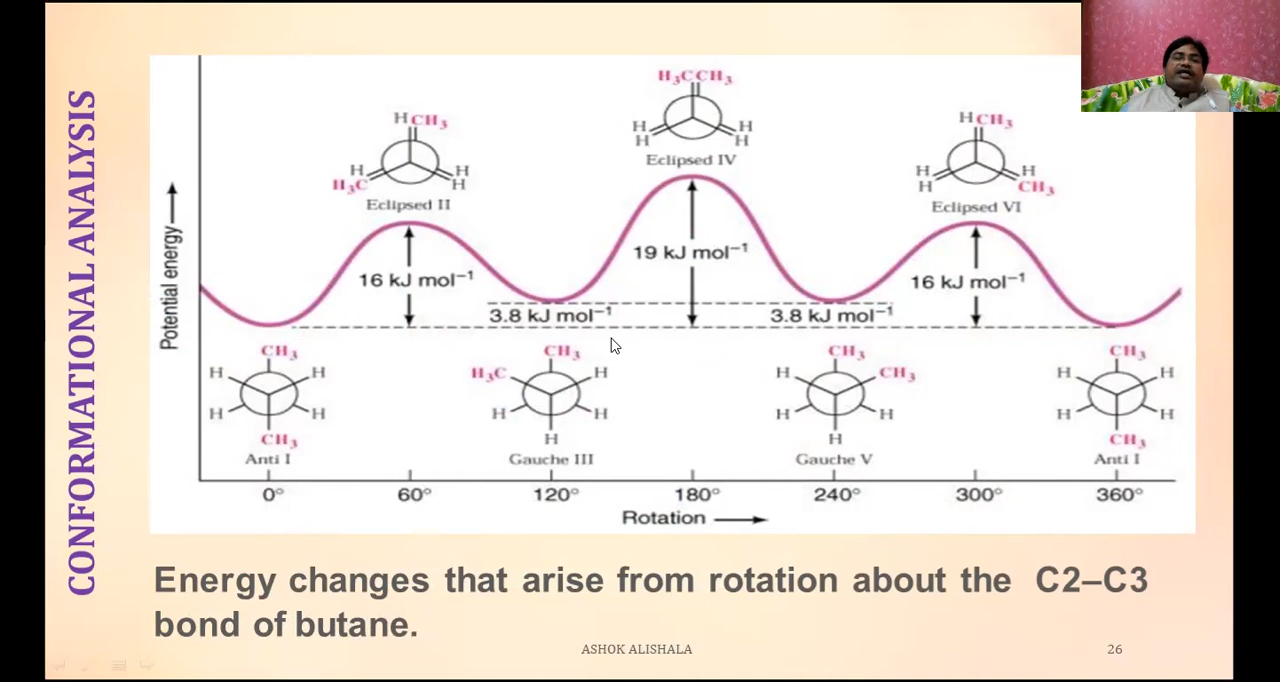 CONFORMATIONAL ANALYSIS
H₃CCH₃
H H
H H
Eclipsed IV
HCH₃
H H
H₃C H
Eclipsed II
HCH₃
H H
H CH₃
Eclipsed VI
Potential energy
16 kJ mol⁻¹
19 kJ mol⁻¹
16 kJ mol⁻¹
3.8 kJ mol⁻¹
3.8 kJ mol⁻¹
CH₃
H H
H H
CH₃
Anti I
CH₃
H₃C H
H H
H
Gauche III
CH₃
H CH₃
H H
H
Gauche V
CH₃
H H
H H
CH₃
Anti I
0° 60° 120° 180° 240° 300° 360°
Rotation
Energy changes that arise from rotation about the C2–C3
bond of butane.
ASHOK ALISHALA
26